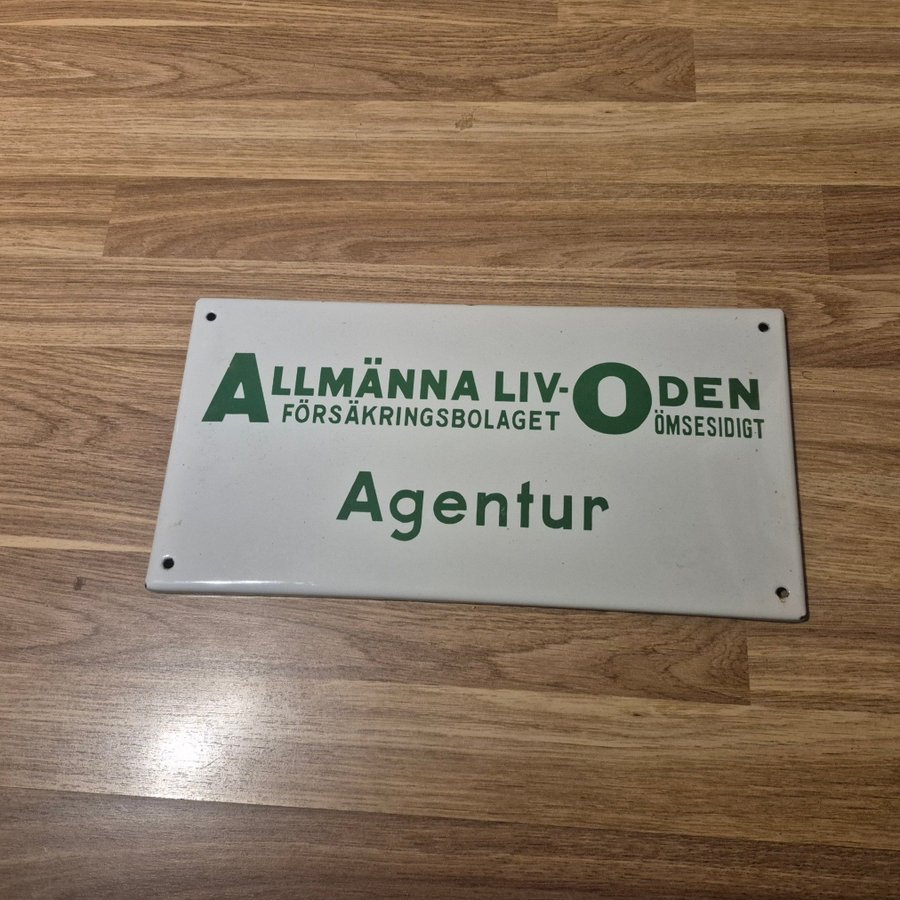 ALLMÄNNA LIV-ODEN
FÖRSÄKRINGSBOLAGET ÖMSESIDIGT
Agentur